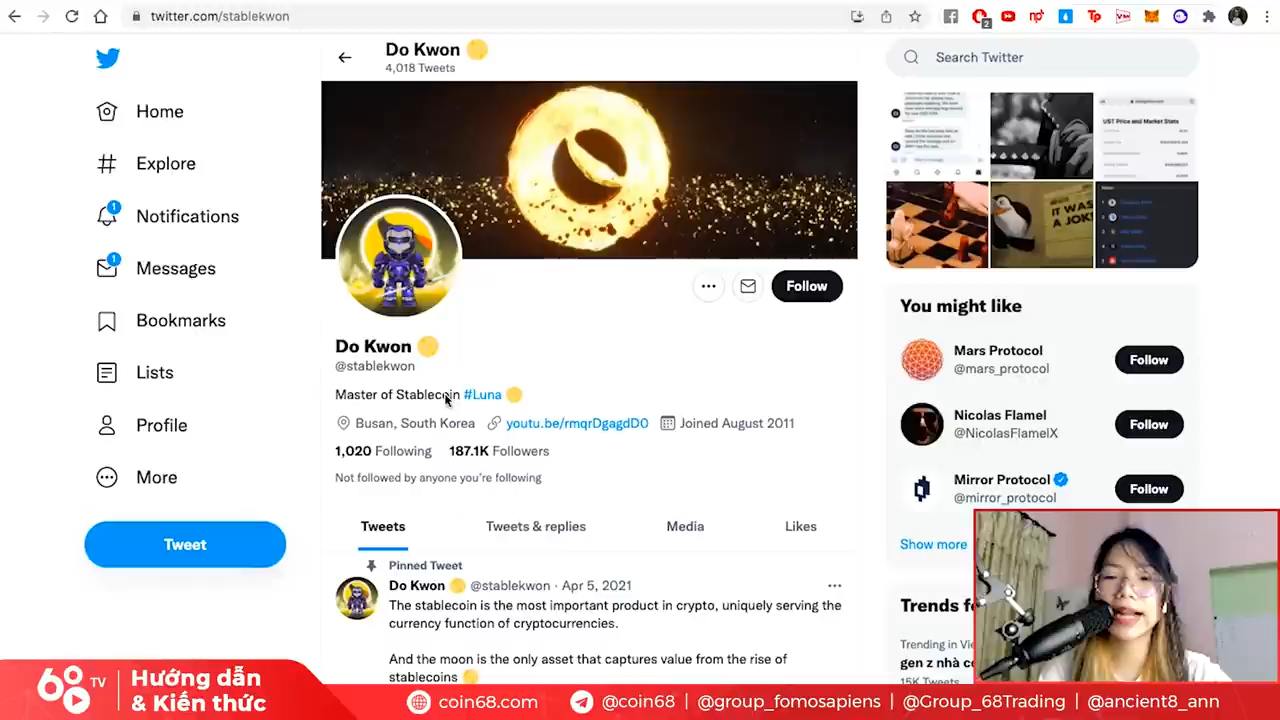 twitter.com/stablekwon
2
Do Kwon
4,018 Tweets
Search Twitter
Home
Explore
1
Notifications
1
Messages
Bookmarks
Lists
Profile
More
Tweet
Follow
Do Kwon
@stablekwon
Master of Stablecoin #Luna
Busan, South Korea youtu.be/rmqrDgagdD0 Joined August 2011
1,020 Following 187.1K Followers
Not followed by anyone you're following
Tweets Tweets & replies Media Likes
Pinned Tweet
Do Kwon @stablekwon · Apr 5, 2021
The stablecoin is the most important product in crypto, uniquely serving the
currency function of cryptocurrencies.
And the moon is the only asset that captures value from the rise of
stablecoins
UST Price and Market Stats
IT WAS
A JOKE
You might like
Mars Protocol
@mars_protocol
Follow
Nicolas Flamel
@NicolasFlamelX
Follow
Mirror Protocol
@mirror_protocol
Follow
Show more
Trends f
Trending in Vie
gen z nhà c
15K Tweets
68 TV
Hướng dẫn
& Kiến thức
coin68.com @coin68 | @group_fomosapiens | @Group_68Trading | @ancient8_ann